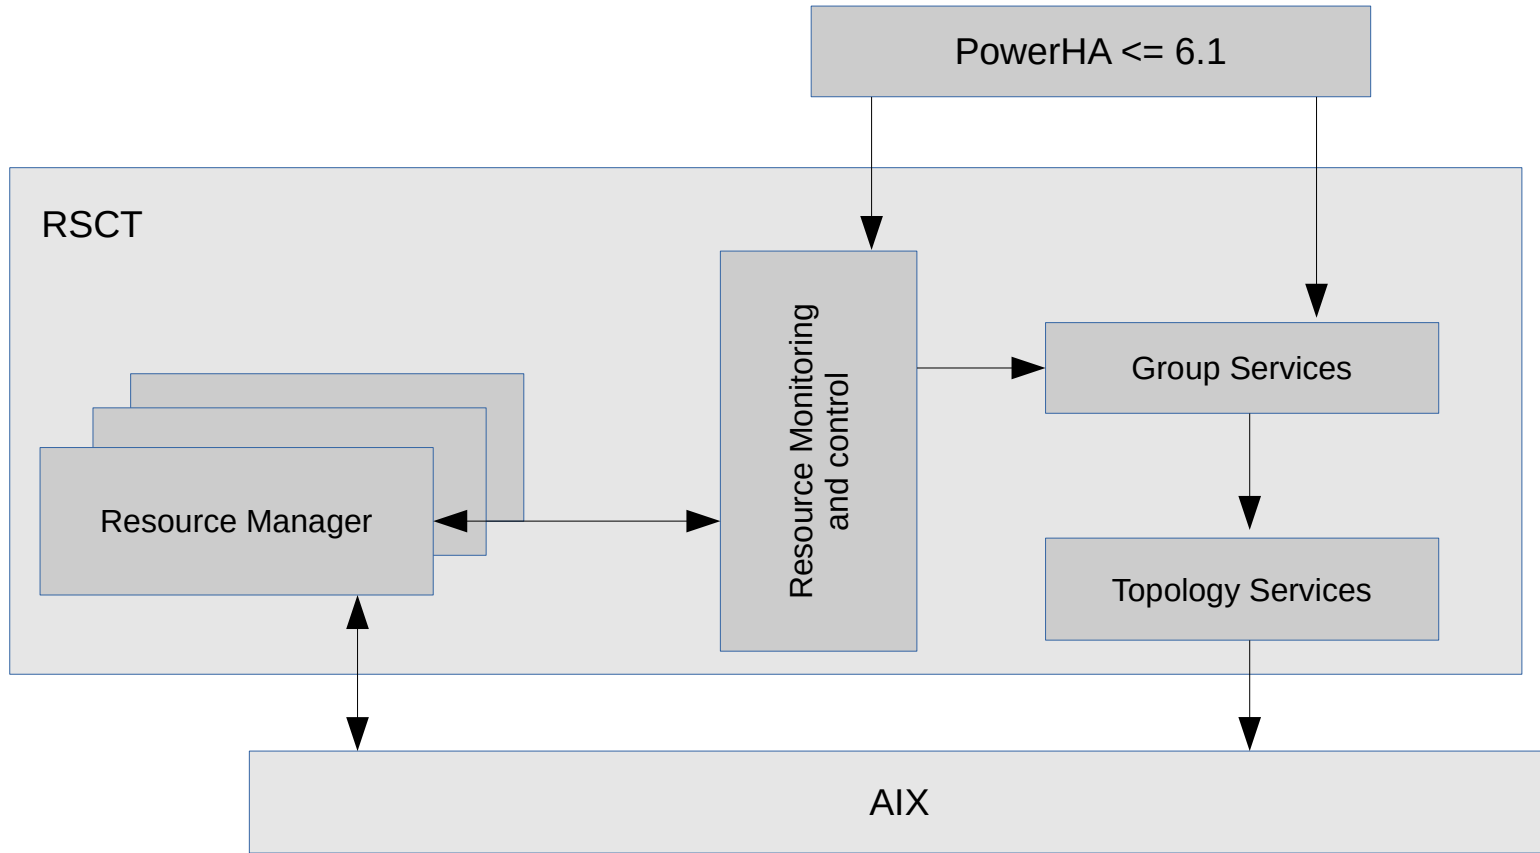 PowerHA <= 6.1
RSCT
Resource Monitoring
and control
Group Services
Resource Manager
Topology Services
AIX